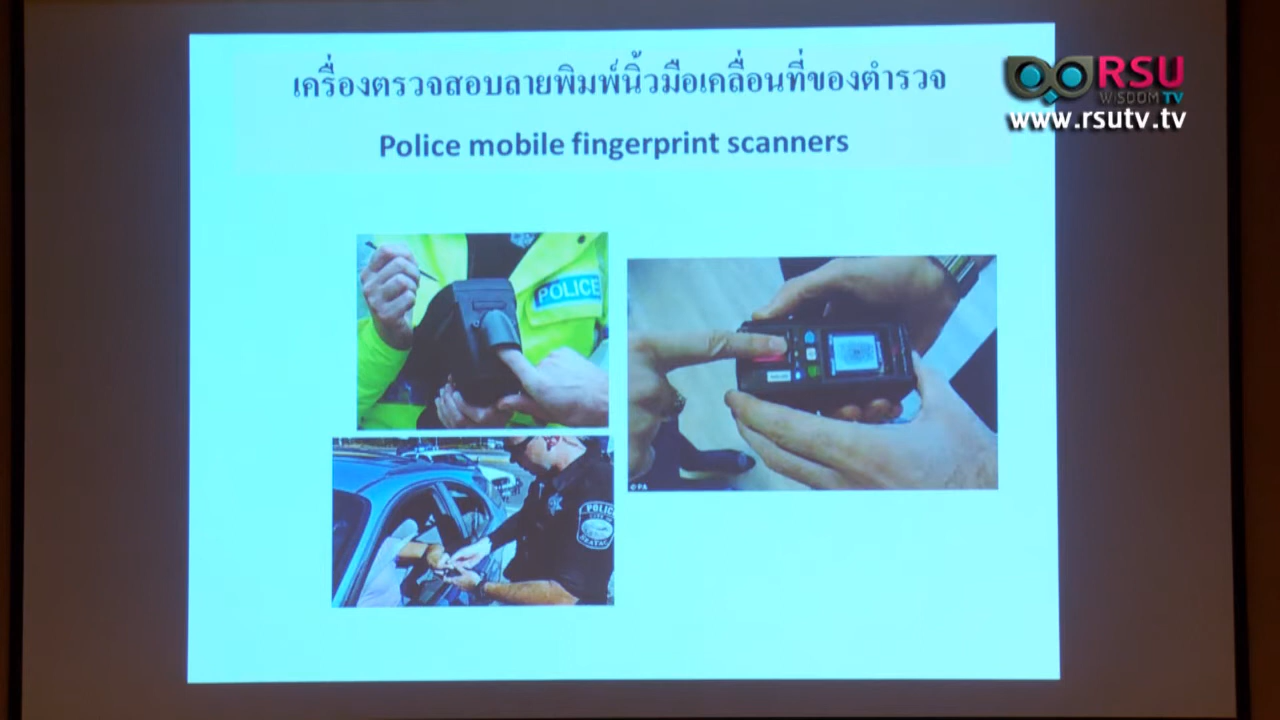 เครื่องตรวจสอบลายพิมพ์นิ้วมือเคลื่อนที่ของตำรวจ
Police mobile fingerprint scanners
RSU
WISDOM TV
www.rsutv.tv
POLICE
POLICE
© PA